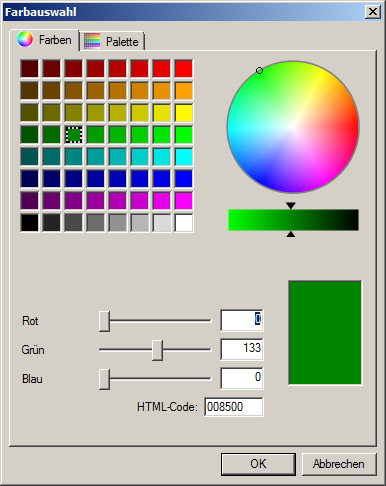 Farbauswahl
Farben
Palette
Rot
0
Grün
133
Blau
0
HTML-Code:
008500
OK
Abbrechen